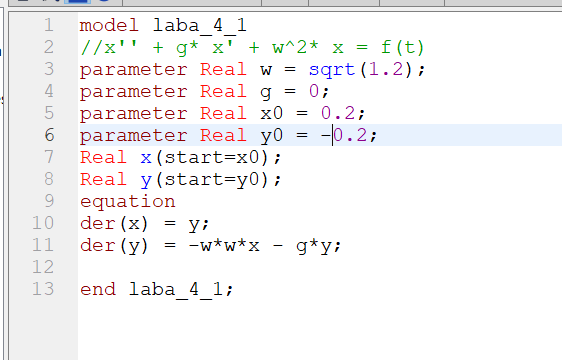 1 model laba_4_1
2 //x'' + g* x' + w^2* x = f(t)
3 parameter Real w = sqrt(1.2);
4 parameter Real g = 0;
5 parameter Real x0 = 0.2;
6 parameter Real y0 = -0.2;
7 Real x(start=x0);
8 Real y(start=y0);
9 equation
10 der(x) = y;
11 der(y) = -w*w*x - g*y;
12
13 end laba_4_1;